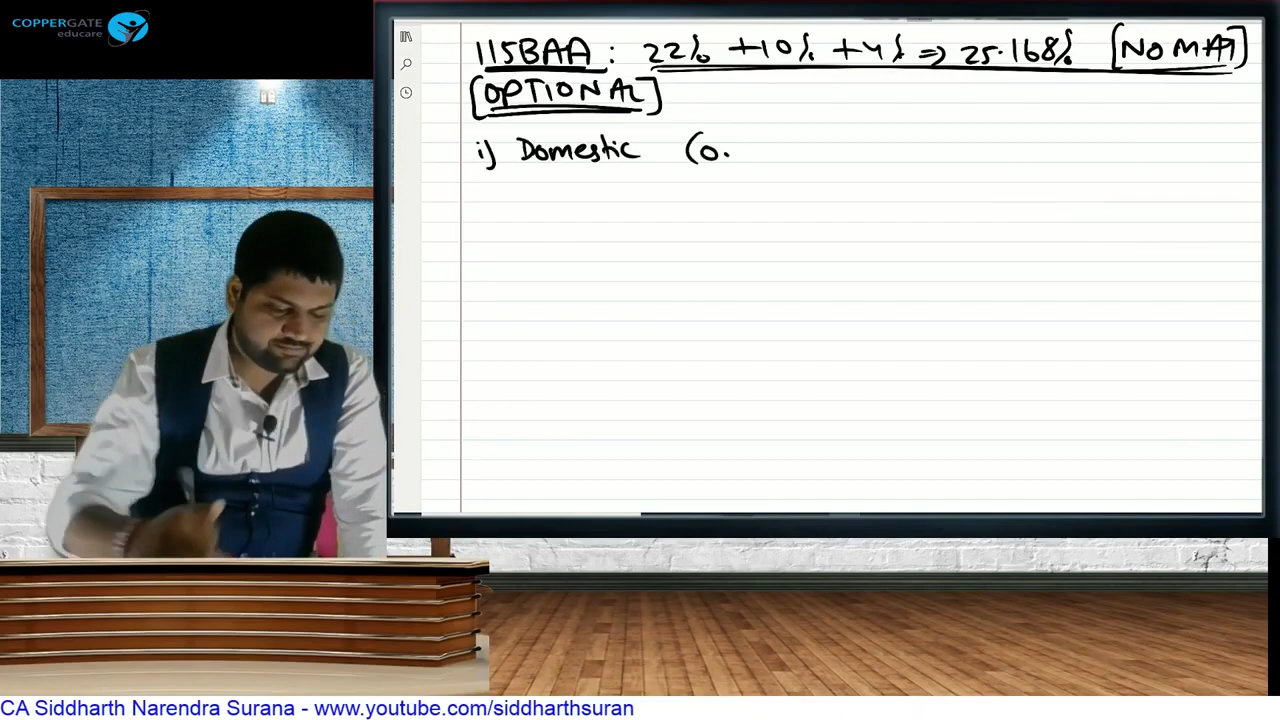 COPPERGATE
educare
115BAA : 22% +10% +4% => 25.168% [NO MAT]
[OPTIONAL]
i) Domestic (o.
CA Siddharth Narendra Surana - www.youtube.com/siddharthsuran